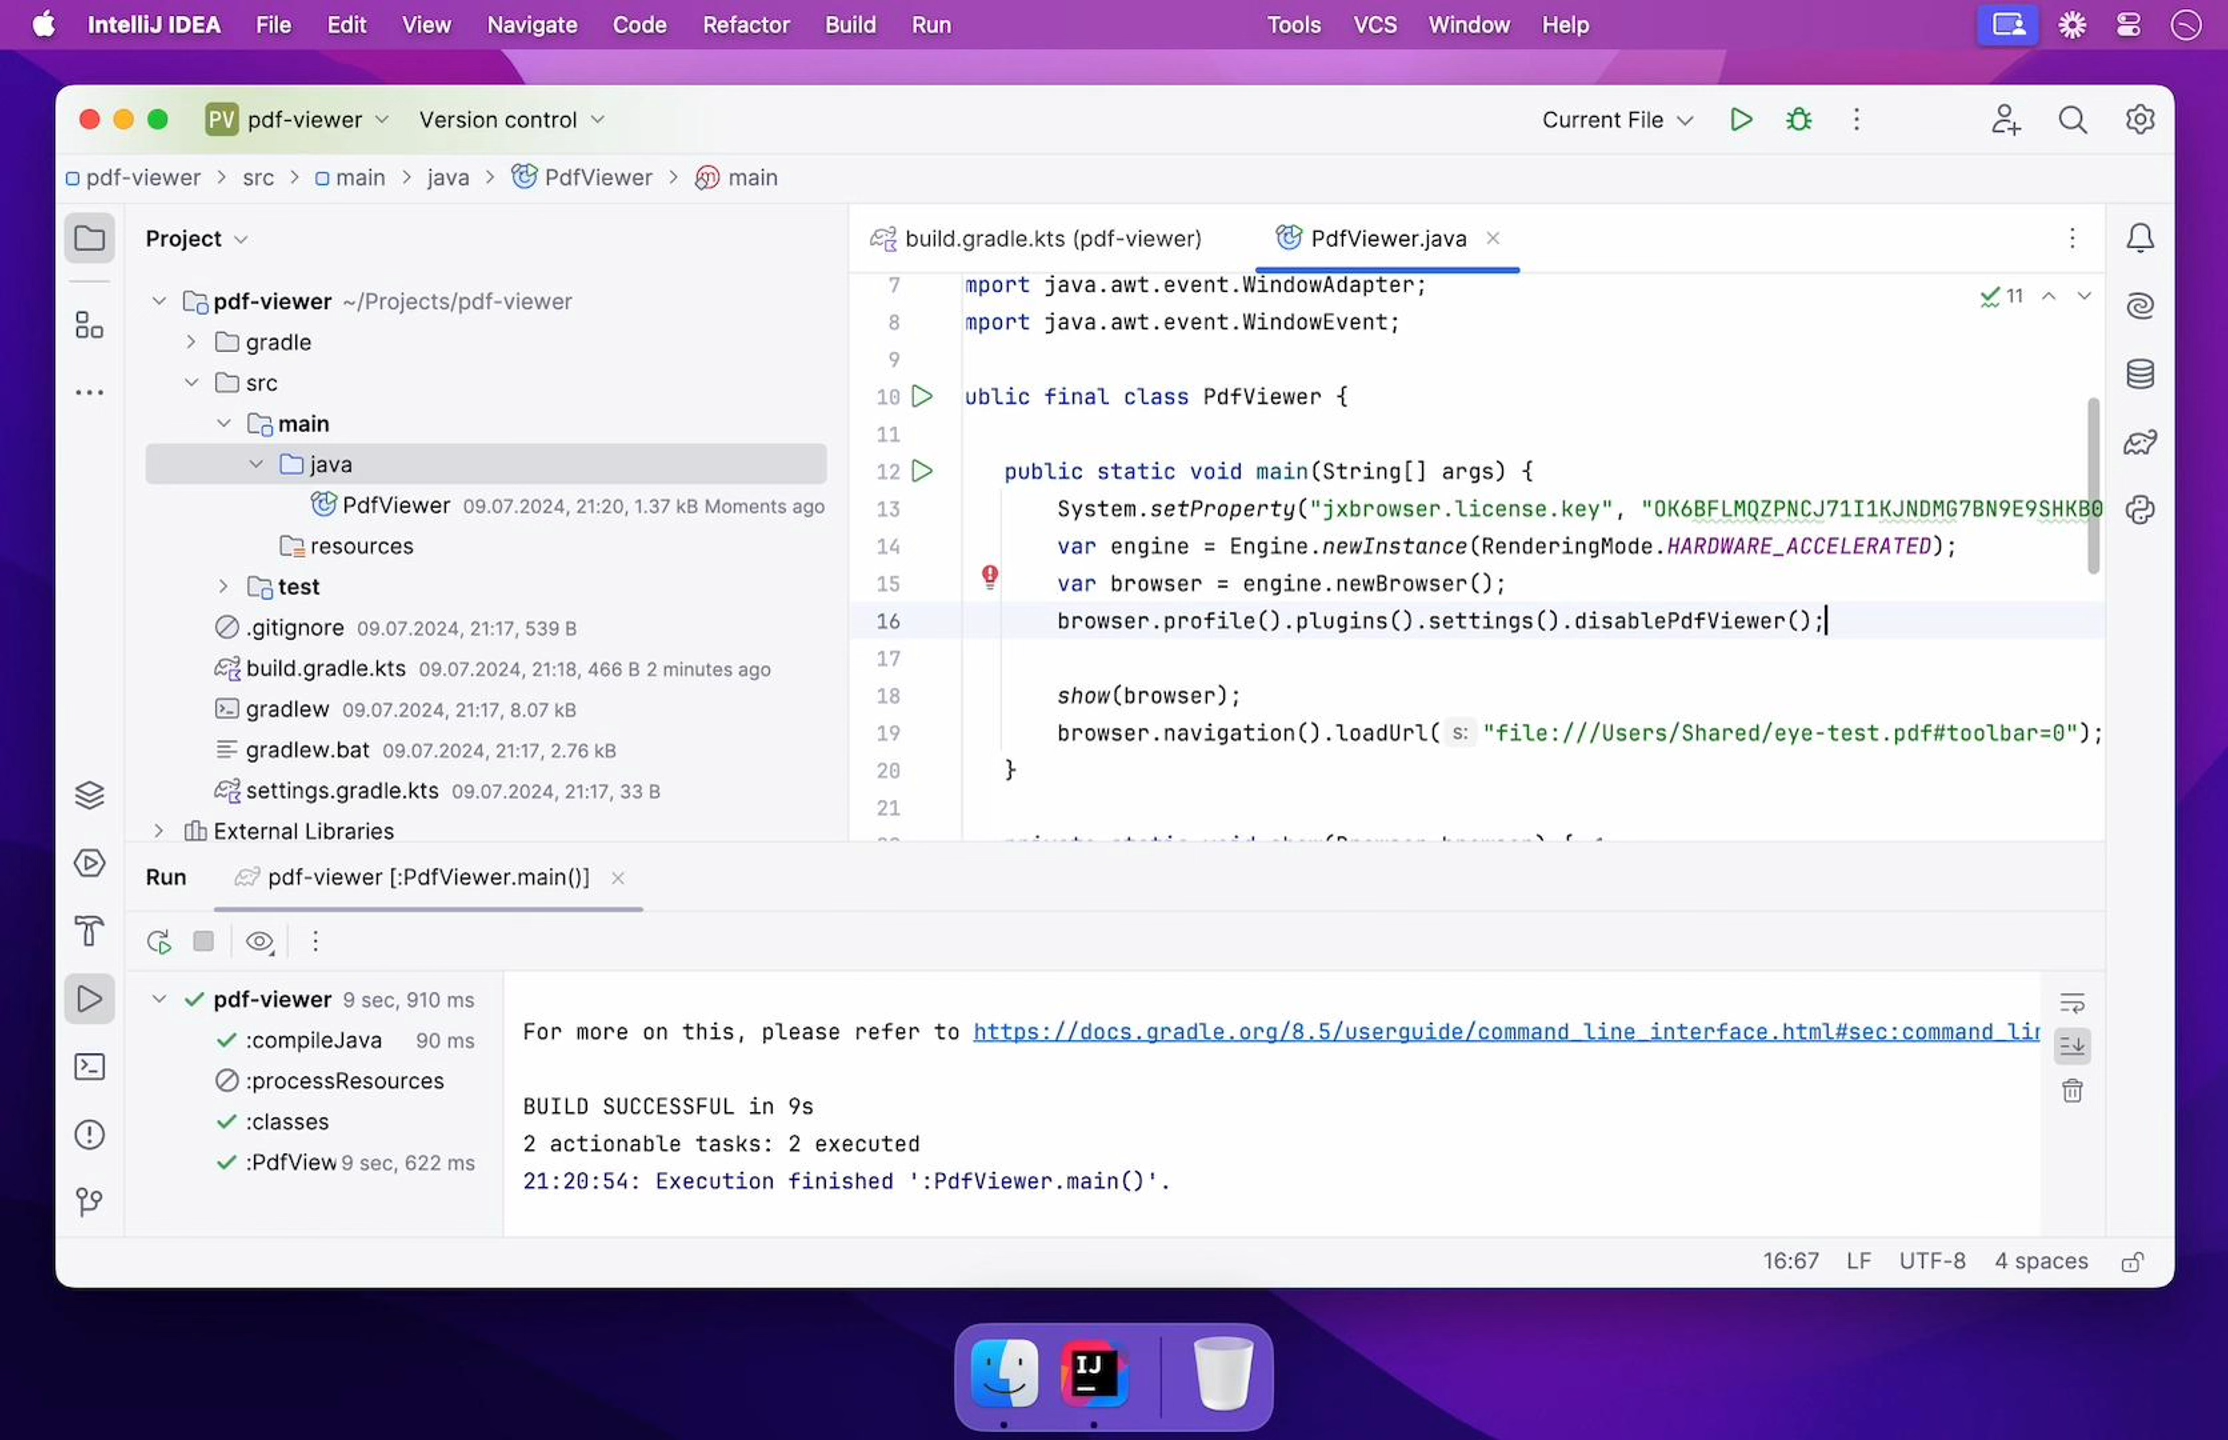 IntelliJ IDEA File Edit View Navigate Code Refactor Build Run Tools VCS Window Help
PV pdf-viewer Version control Current File
pdf-viewer > src > main > java > PdfViewer > main
Project
pdf-viewer ~/Projects/pdf-viewer
gradle
src
main
java
PdfViewer 09.07.2024, 21:20, 1.37 kB Moments ago
resources
test
.gitignore 09.07.2024, 21:17, 539 B
build.gradle.kts 09.07.2024, 21:18, 466 B 2 minutes ago
gradlew 09.07.2024, 21:17, 8.07 kB
gradlew.bat 09.07.2024, 21:17, 2.76 kB
settings.gradle.kts 09.07.2024, 21:17, 33 B
External Libraries
build.gradle.kts (pdf-viewer) PdfViewer.java
11
7 mport java.awt.event.WindowAdapter;
8 mport java.awt.event.WindowEvent;
9
10 ublic final class PdfViewer {
11
12 public static void main(String[] args) {
13 System.setProperty("jxbrowser.license.key", "OK6BFLMQZPNCJ71I1KJNDMG7BN9E9SHKBO
14 var engine = Engine.newInstance(RenderingMode.HARDWARE_ACCELERATED);
15 var browser = engine.newBrowser();
16 browser.profile().plugins().settings().disablePdfViewer();
17
18 show(browser);
19 browser.navigation().loadUrl( s: "file:///Users/Shared/eye-test.pdf#toolbar=0");
20 }
21
Run pdf-viewer [:PdfViewer.main()]
pdf-viewer 9 sec, 910 ms
:compileJava 90 ms
:processResources
:classes
:PdfView 9 sec, 622 ms
For more on this, please refer to https://docs.gradle.org/8.5/userguide/command_line_interface.html#sec:command_lin
BUILD SUCCESSFUL in 9s
2 actionable tasks: 2 executed
21:20:54: Execution finished ':PdfViewer.main()'.
16:67 LF UTF-8 4 spaces
IJ